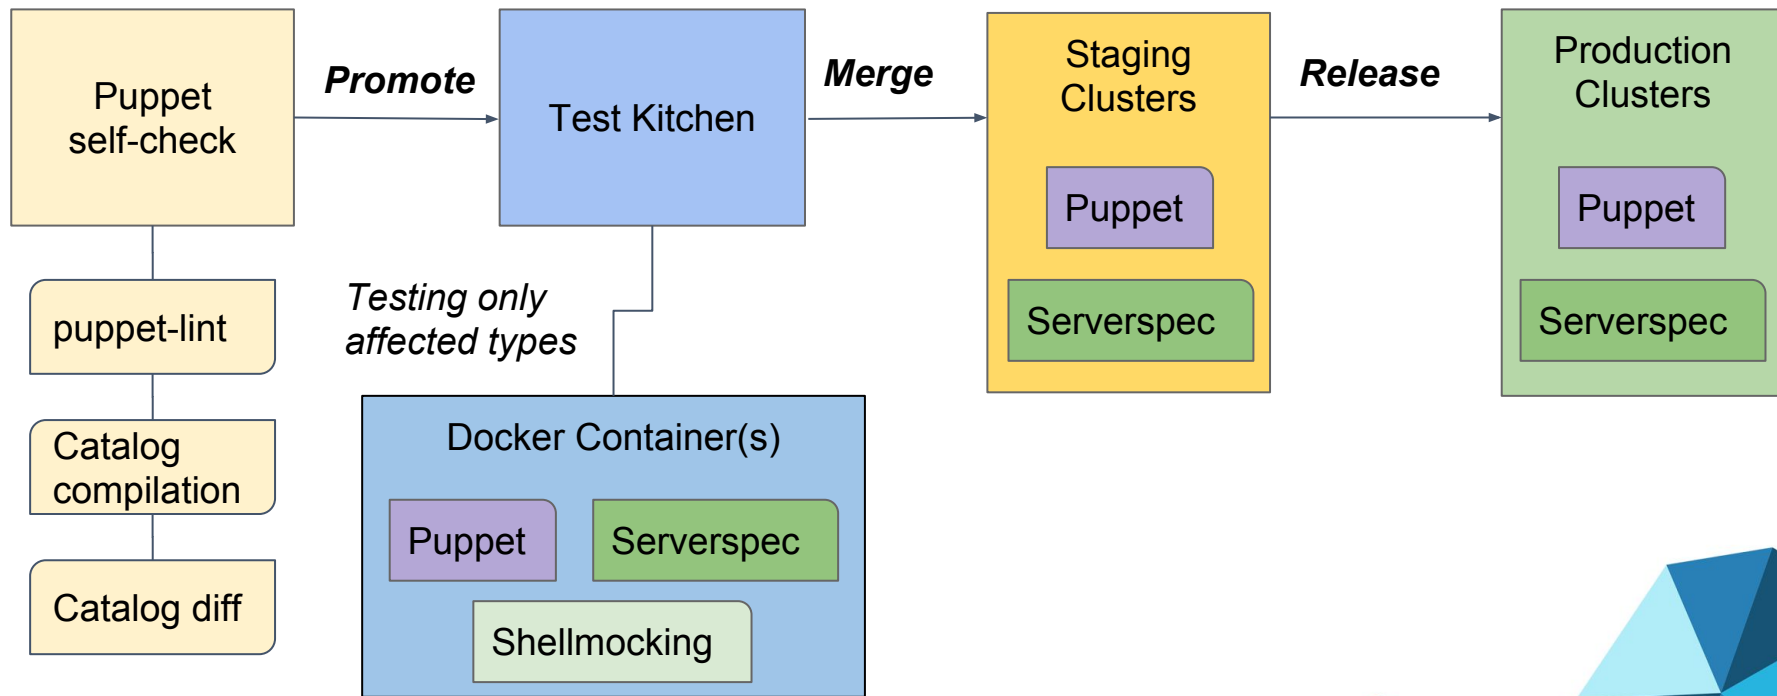 Puppet
self-check
Promote
Test Kitchen
Merge
Staging
Clusters
Release
Production
Clusters
puppet-lint
Catalog
compilation
Catalog diff
Testing only
affected types
Docker Container(s)
Puppet
Serverspec
Shellmocking
Puppet
Serverspec
Puppet
Serverspec